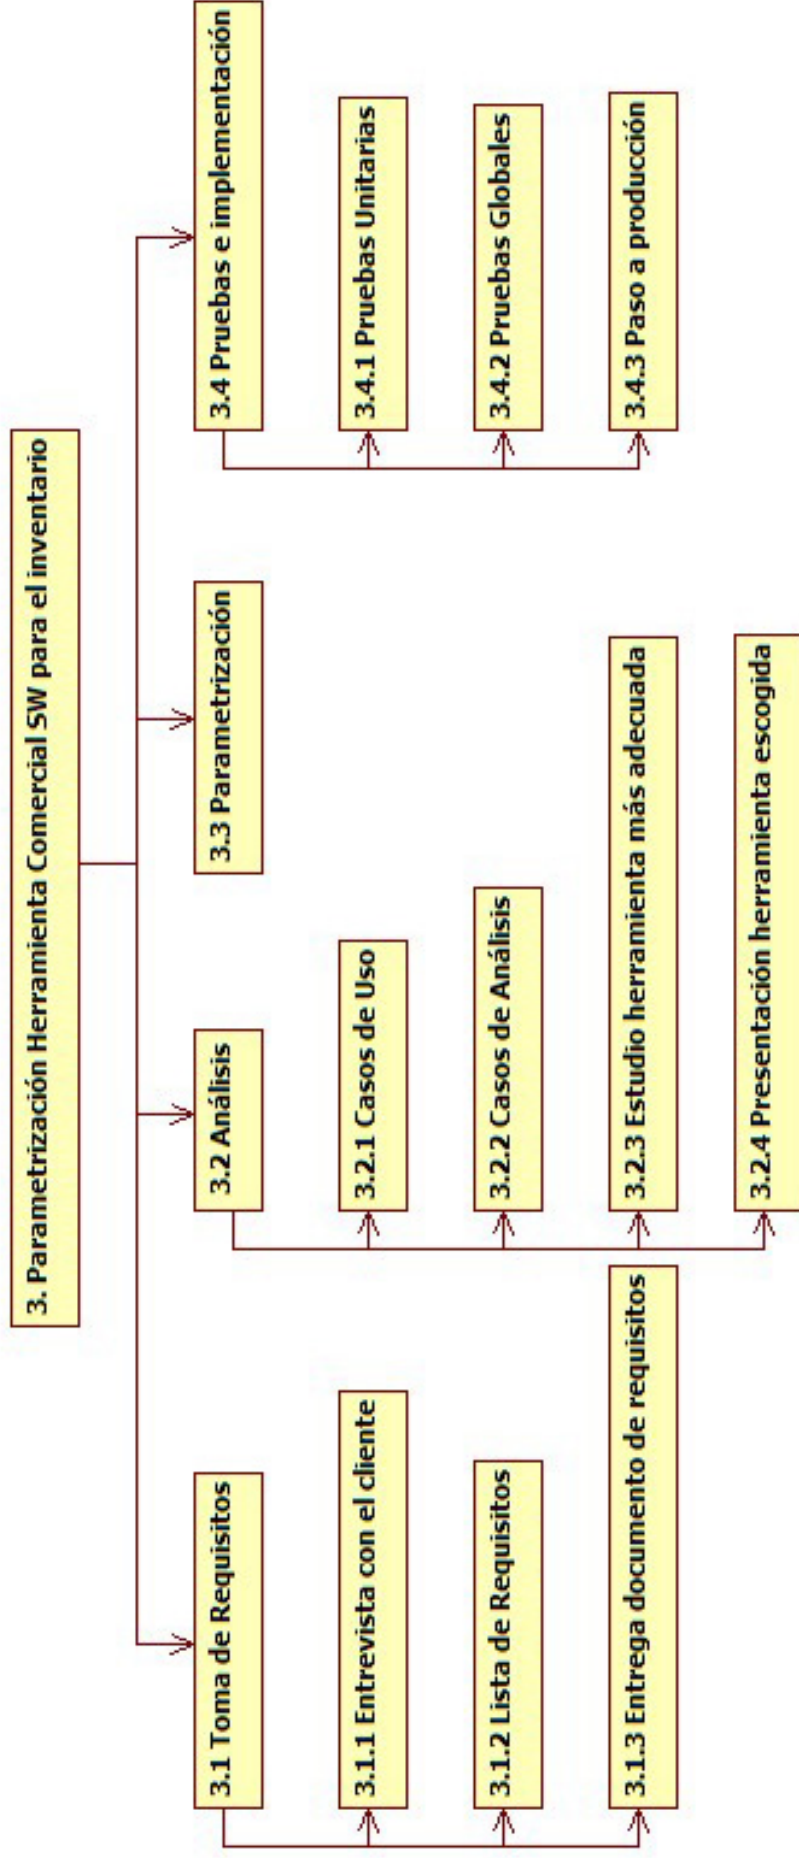 3. Parametrización Herramienta Comercial SW para el inventario
3.1 Toma de Requisitos
3.1.1 Entrevista con el cliente
3.1.2 Lista de Requisitos
3.1.3 Entrega documento de requisitos
3.2 Análisis
3.2.1 Casos de Uso
3.2.2 Casos de Análisis
3.2.3 Estudio herramienta más adecuada
3.2.4 Presentación herramienta escogida
3.3 Parametrización
3.4 Pruebas e implementación
3.4.1 Pruebas Unitarias
3.4.2 Pruebas Globales
3.4.3 Paso a producción